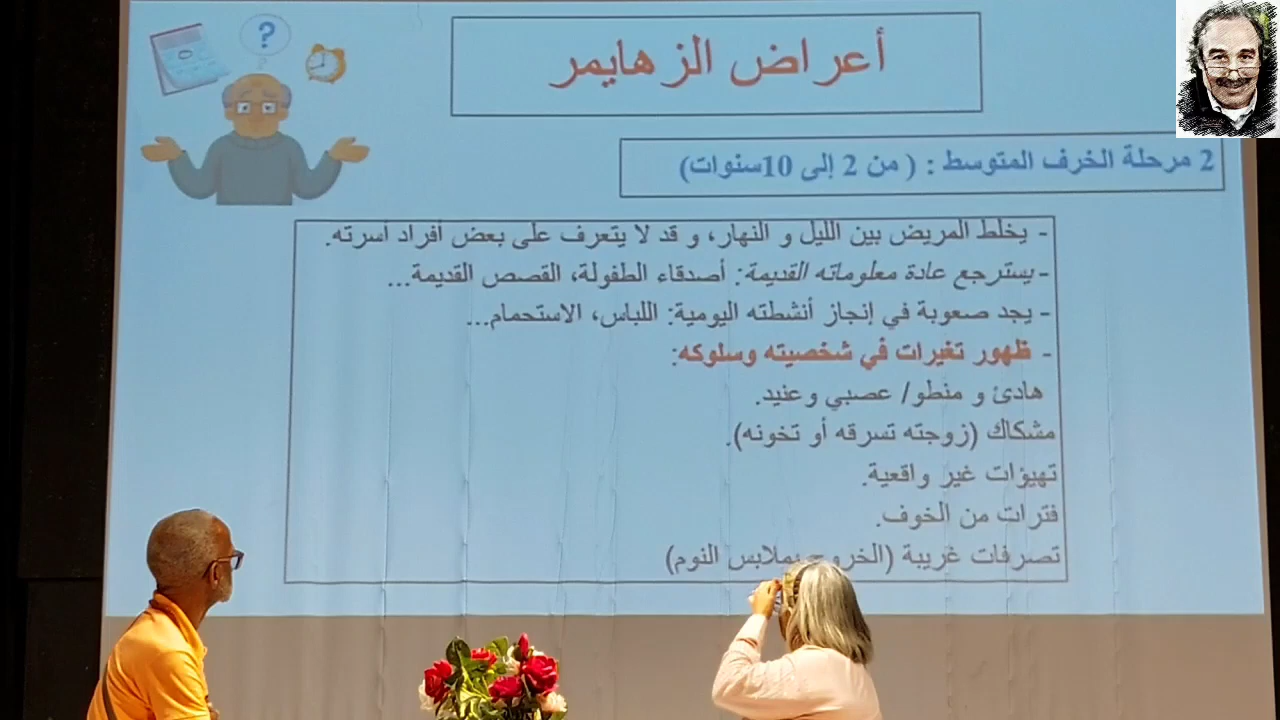 ?
أعراض الزهايمر
2 مرحلة الخرف المتوسط : ( من 2 إلى 10سنوات)
- يخلط المريض بين الليل و النهار، و قد لا يتعرف على بعض أفراد أسرته.
- يسترجع عادة معلوماته القديمة: أصدقاء الطفولة، القصص القديمة...
- يجد صعوبة في إنجاز أنشطته اليومية: اللباس، الاستحمام...
- ظهور تغيرات في شخصيته وسلوكه:
هادئ و منطو/ عصبي وعنيد.
مشكاك (زوجته تسرقه أو تخونه).
تهيؤات غير واقعية.
فترات من الخوف.
تصرفات غريبة (الخروج بملابس النوم)